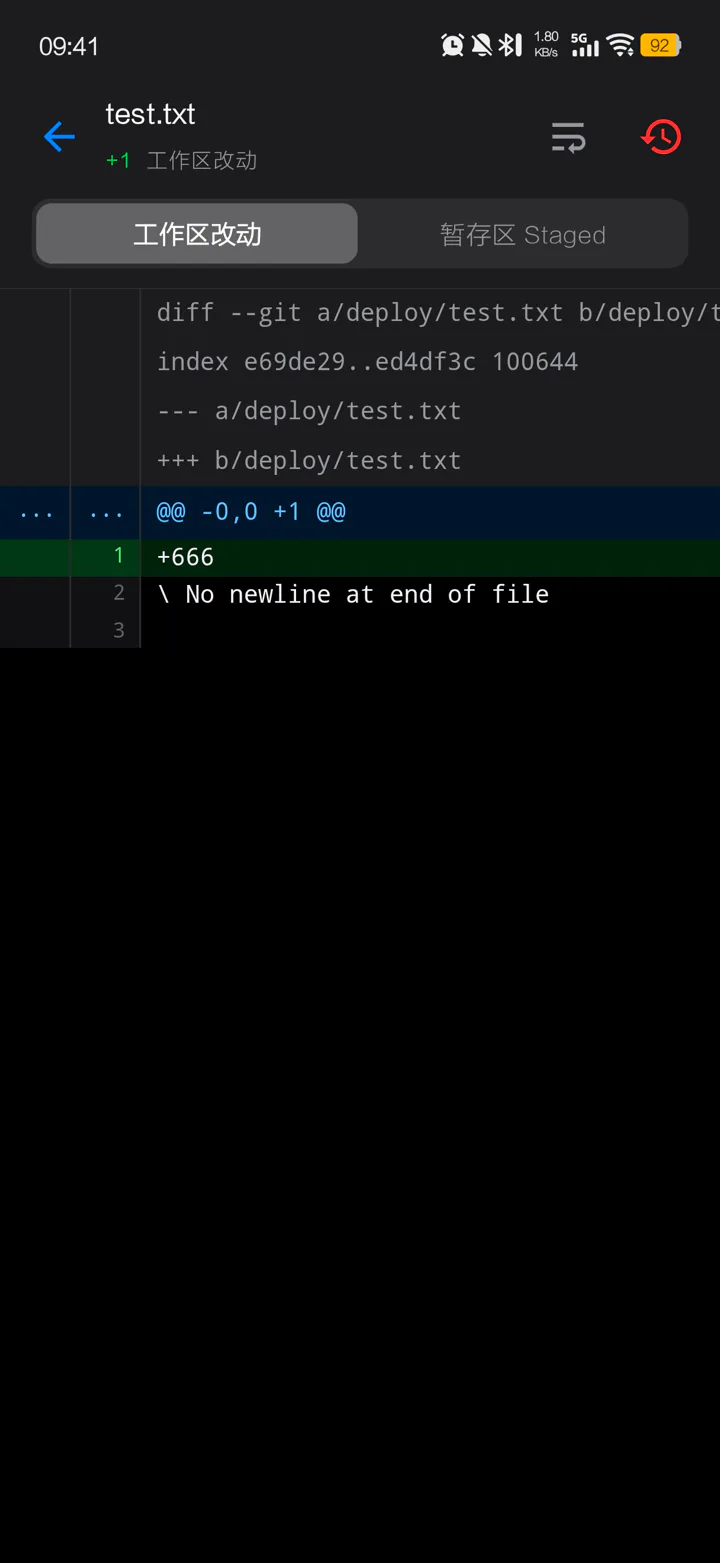 09:41
1.80
KB/s
5G
92
test.txt
+1 工作区改动
工作区改动 暂存区 Staged
diff --git a/deploy/test.txt b/deploy/t
index e69de29..ed4df3c 100644
--- a/deploy/test.txt
+++ b/deploy/test.txt
... ... @@ -0,0 +1 @@
1 +666
2 \ No newline at end of file
3